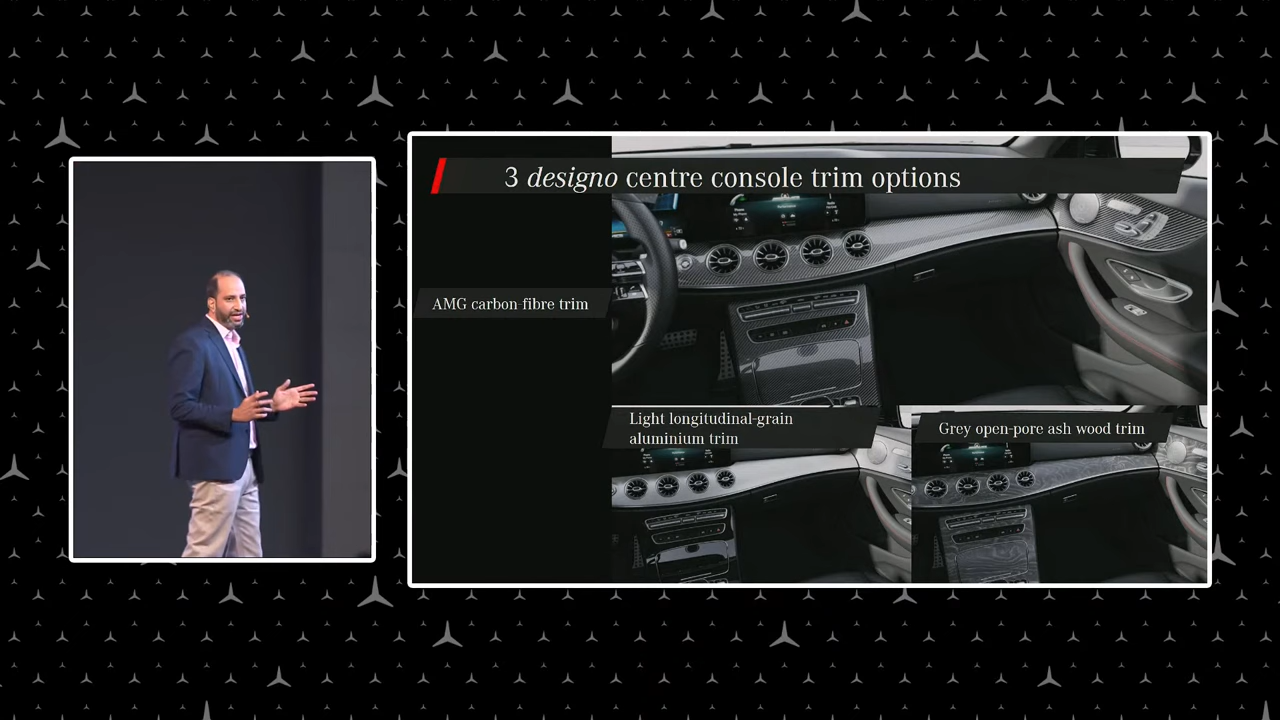 3 designo centre console trim options
AMG carbon-fibre trim
Light longitudinal-grain
aluminium trim
Grey open-pore ash wood trim